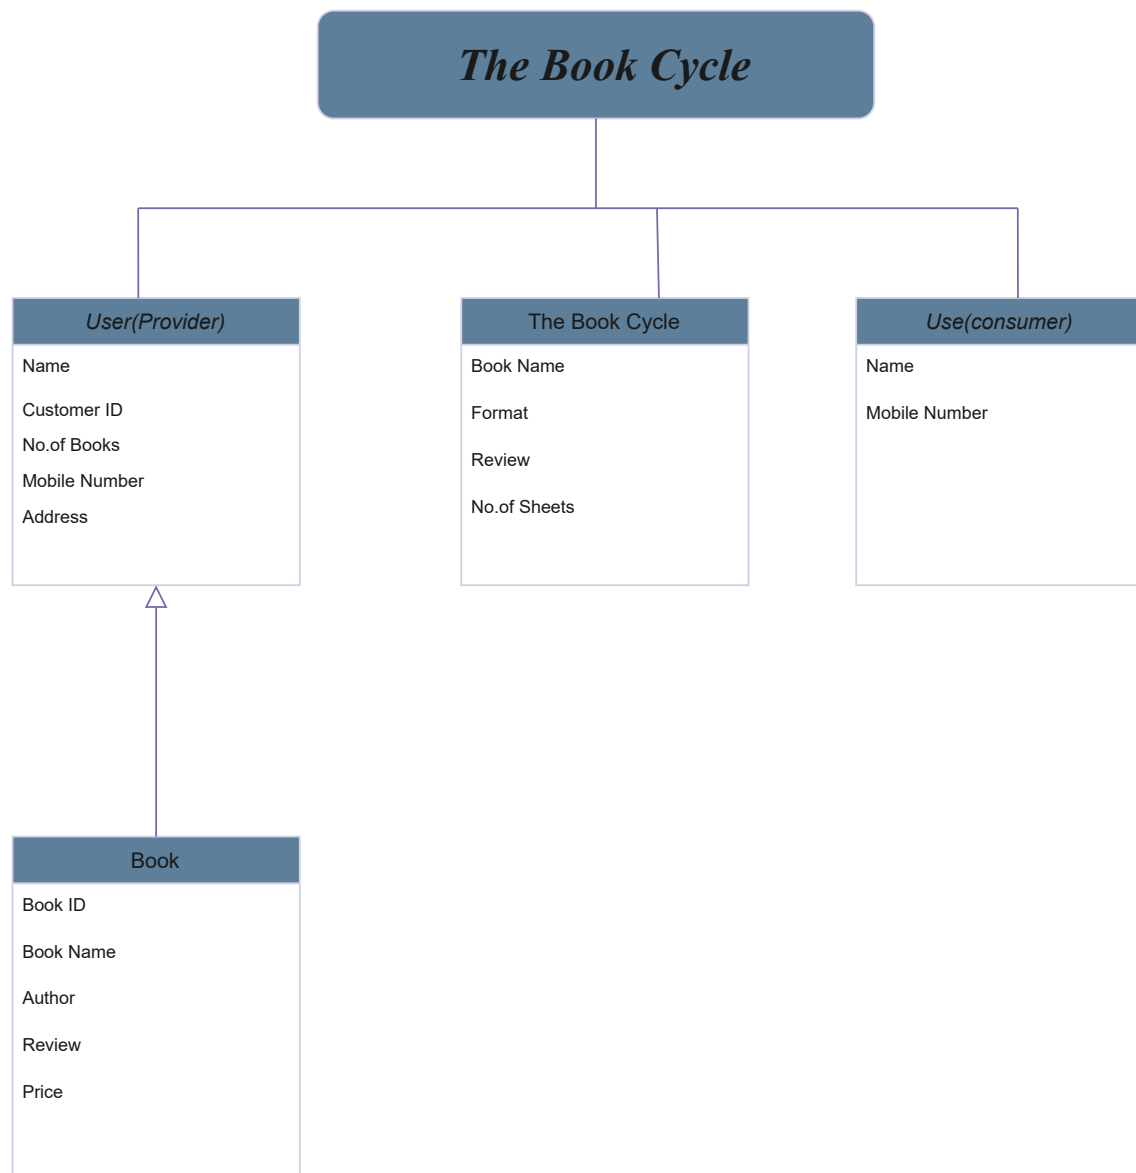 The Book Cycle
User(Provider)
Name
Customer ID
No.of Books
Mobile Number
Address
The Book Cycle
Book Name
Format
Review
No.of Sheets
Use(consumer)
Name
Mobile Number
Book
Book ID
Book Name
Author
Review
Price